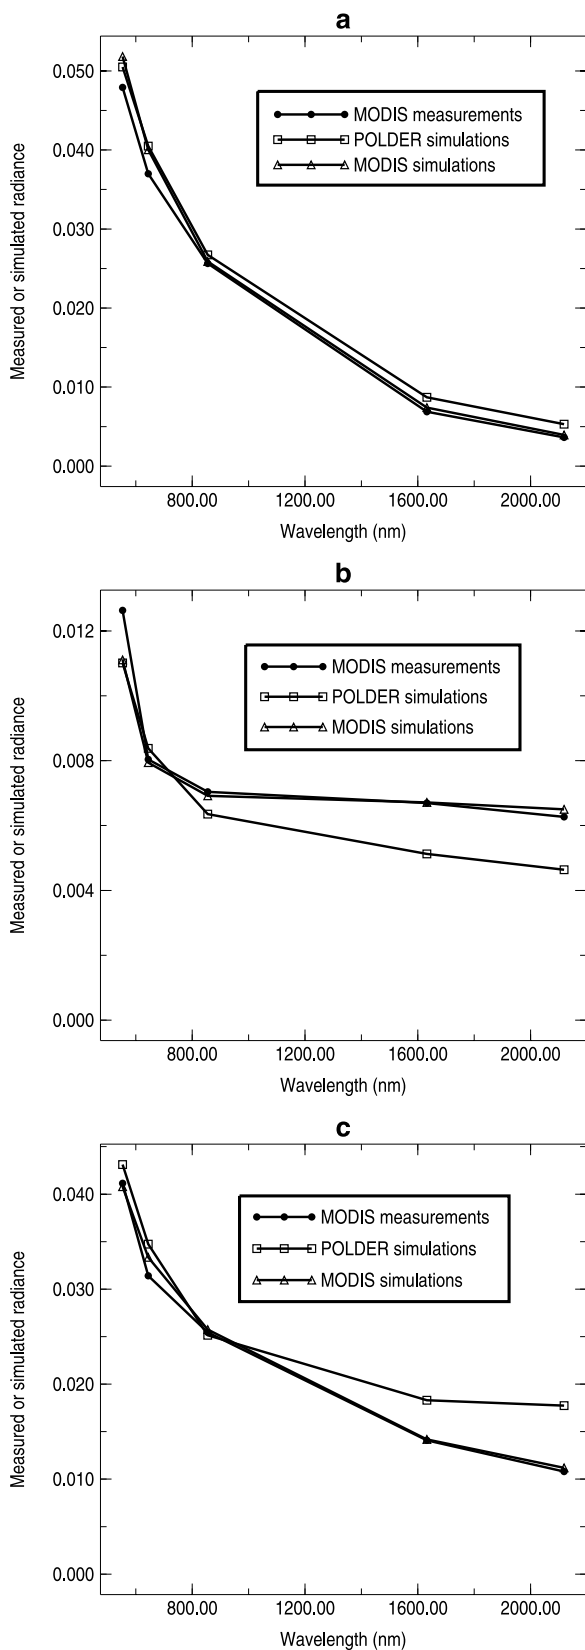 a
0.050
0.040
0.030
0.020
0.010
0.000
Measured or simulated radiance
MODIS measurements
POLDER simulations
MODIS simulations
800.00 1200.00 1600.00 2000.00
Wavelength (nm)
b
0.012
0.008
0.004
0.000
Measured or simulated radiance
MODIS measurements
POLDER simulations
MODIS simulations
800.00 1200.00 1600.00 2000.00
Wavelength (nm)
c
0.040
0.030
0.020
0.010
0.000
Measured or simulated radiance
MODIS measurements
POLDER simulations
MODIS simulations
800.00 1200.00 1600.00 2000.00
Wavelength (nm)